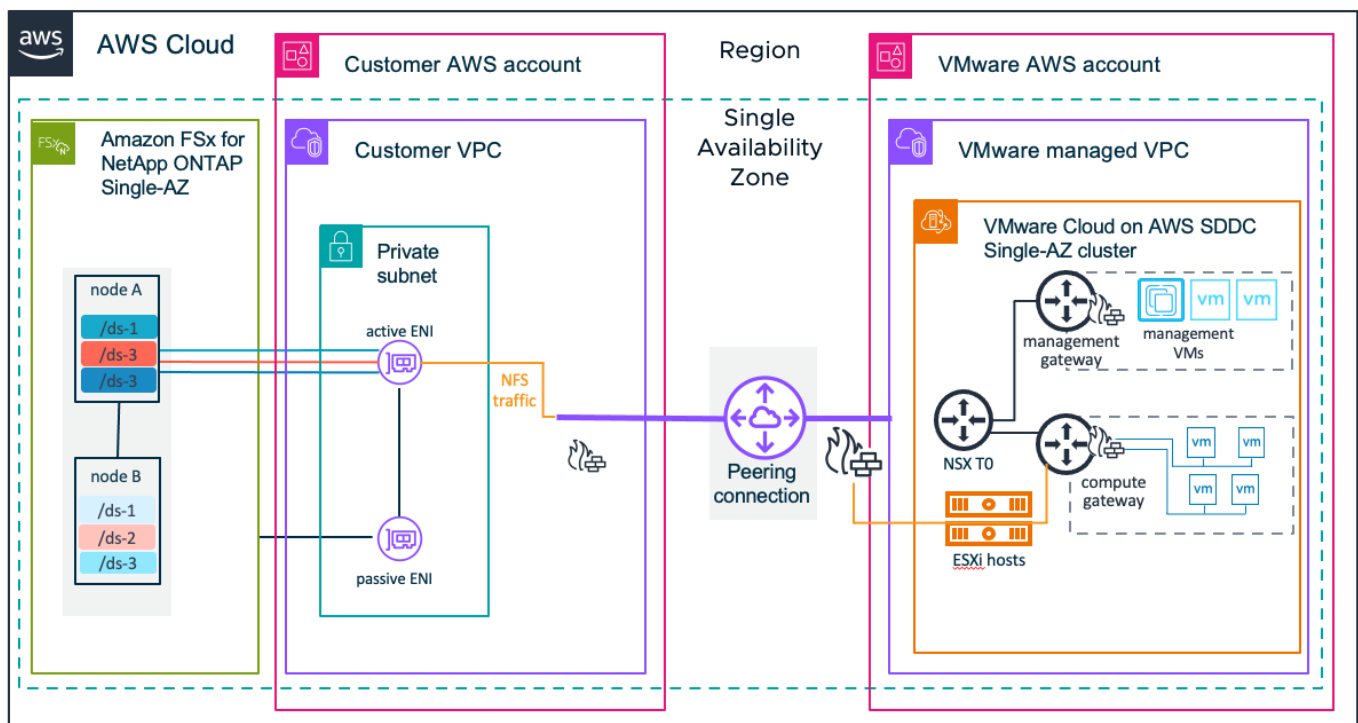 aws
AWS Cloud
Customer AWS account
Region
VMware AWS account
FSx
Amazon FSx for
NetApp ONTAP
Single-AZ
Customer VPC
Single
Availability
Zone
VMware managed VPC
Private
subnet
VMware Cloud on AWS SDDC
Single-AZ cluster
node A
/ds-1
/ds-3
/ds-3
active ENI
NFS
traffic
management
gateway
vm
vm
management
VMs
node B
/ds-1
/ds-2
/ds-3
passive ENI
Peering
connection
NSX T0
compute
gateway
vm
vm
vm
vm
ESXi hosts